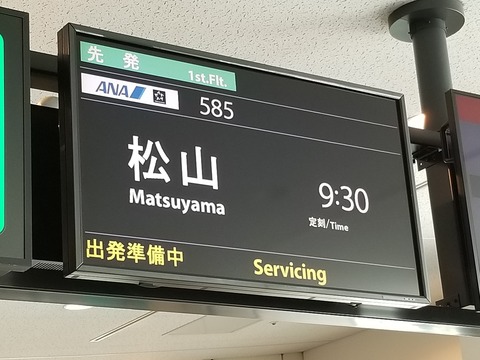 先発
1st.Flt.
ANA 585
松山
Matsuyama
9:30
定刻/Time
出発準備中 Servicing